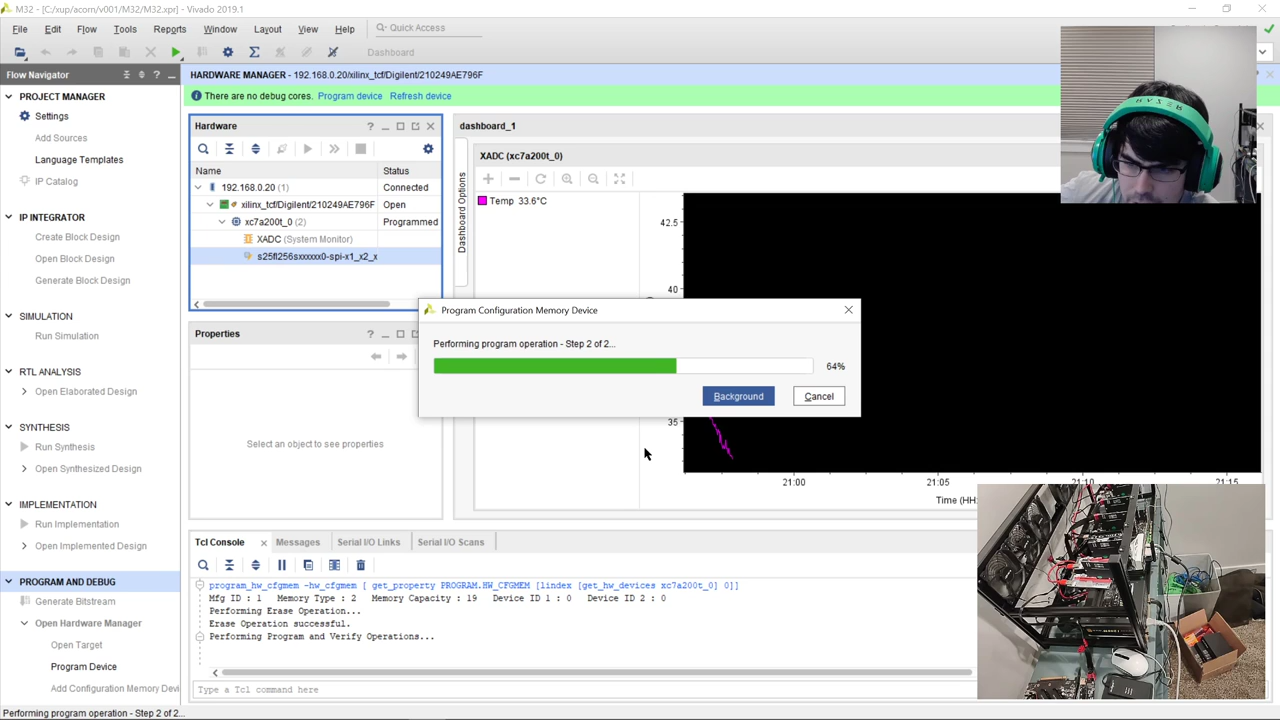 M32 - [C:/xup/acorn/v001/M32/M32.xpr] - Vivado 2019.1
File Edit Flow Tools Reports Window Layout View Help Quick Access
Dashboard
Flow Navigator
HARDWARE MANAGER - 192.168.0.20/xilinx_tcf/Digilent/210249AE796F
There are no debug cores. Program device Refresh device
PROJECT MANAGER
Settings
Add Sources
Language Templates
IP Catalog
IP INTEGRATOR
Create Block Design
Open Block Design
Generate Block Design
SIMULATION
Run Simulation
RTL ANALYSIS
Open Elaborated Design
SYNTHESIS
Run Synthesis
Open Synthesized Design
IMPLEMENTATION
Run Implementation
Open Implemented Design
PROGRAM AND DEBUG
Generate Bitstream
Open Hardware Manager
Open Target
Program Device
Add Configuration Memory Devi
Hardware
Name Status
192.168.0.20 (1) Connected
xilinx_tcf/Digilent/210249AE796F Open
xc7a200t_0 (2) Programmed
XADC (System Monitor)
s25fl256sxxxxxx0-spi-x1_x2_x
Properties
Select an object to see properties
dashboard_1
Dashboard Options
XADC (xc7a200t_0)
Temp 33.6°C
42.5
40
35
21:00 21:05 21:10 21:15
Time (HH:
Program Configuration Memory Device
Performing program operation - Step 2 of 2...
64%
Background Cancel
Tcl Console Messages Serial I/O Links Serial I/O Scans
program_hw_cfgmem -hw_cfgmem [ get_property PROGRAM.HW_CFGMEM [lindex [get_hw_devices xc7a200t_0] 0]]
Mfg ID : 1 Memory Type : 2 Memory Capacity : 19 Device ID 1 : 0 Device ID 2 : 0
Performing Erase Operation...
Erase Operation successful.
Performing Program and Verify Operations...
Type a Tcl command here
Performing program operation - Step 2 of 2...